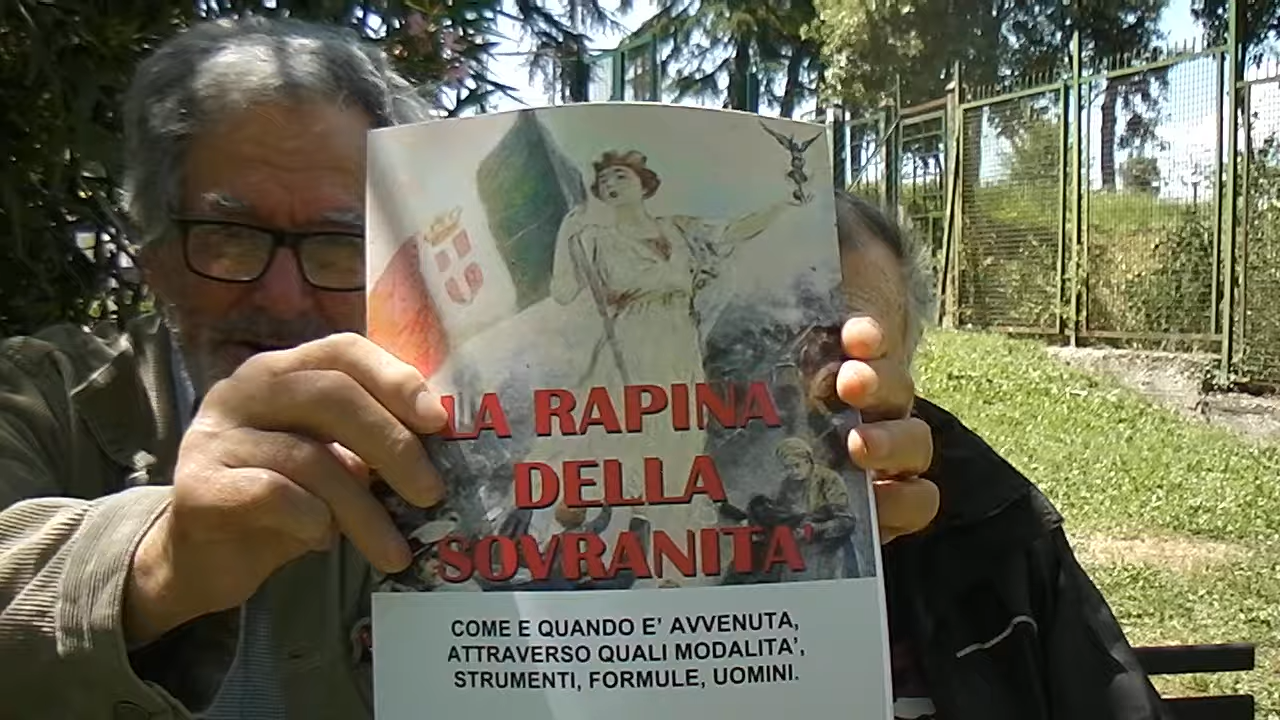 LA RAPINA
DELLA
SOVRANITA'
COME E QUANDO E' AVVENUTA,
ATTRAVERSO QUALI MODALITA',
STRUMENTI, FORMULE, UOMINI.